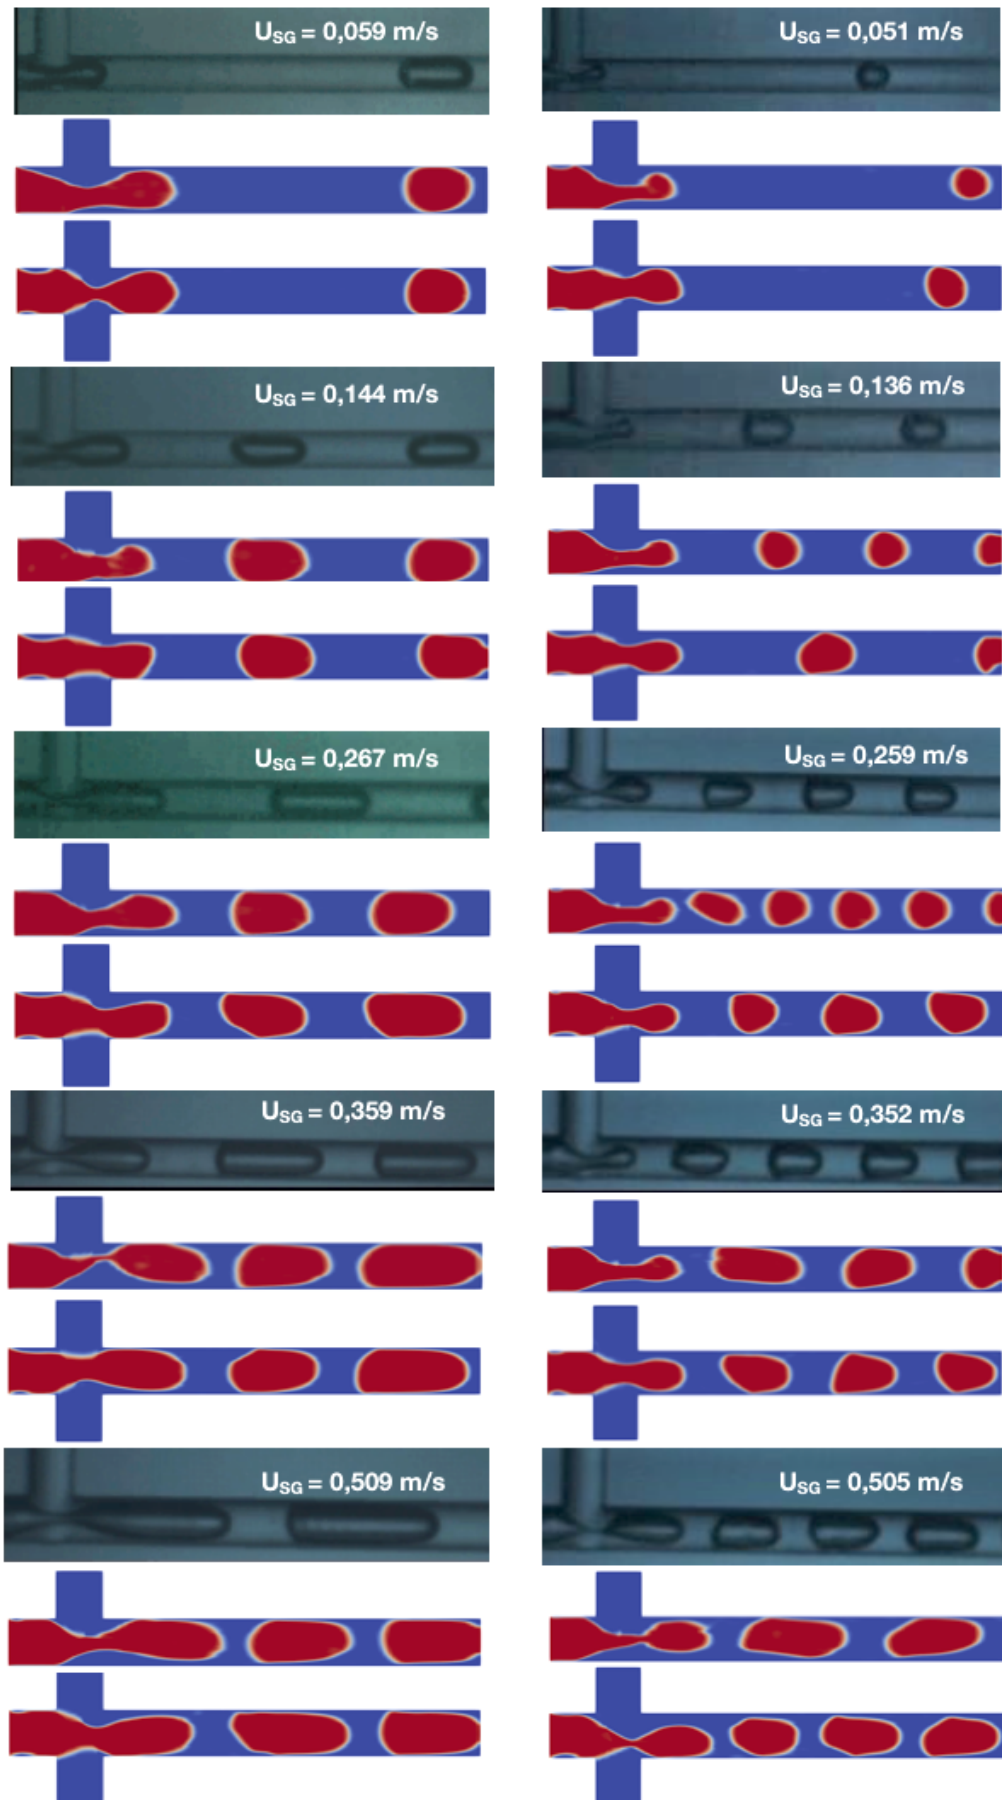 U_SG = 0,059 m/s
U_SG = 0,051 m/s
U_SG = 0,144 m/s
U_SG = 0,136 m/s
U_SG = 0,267 m/s
U_SG = 0,259 m/s
U_SG = 0,359 m/s
U_SG = 0,352 m/s
U_SG = 0,509 m/s
U_SG = 0,505 m/s